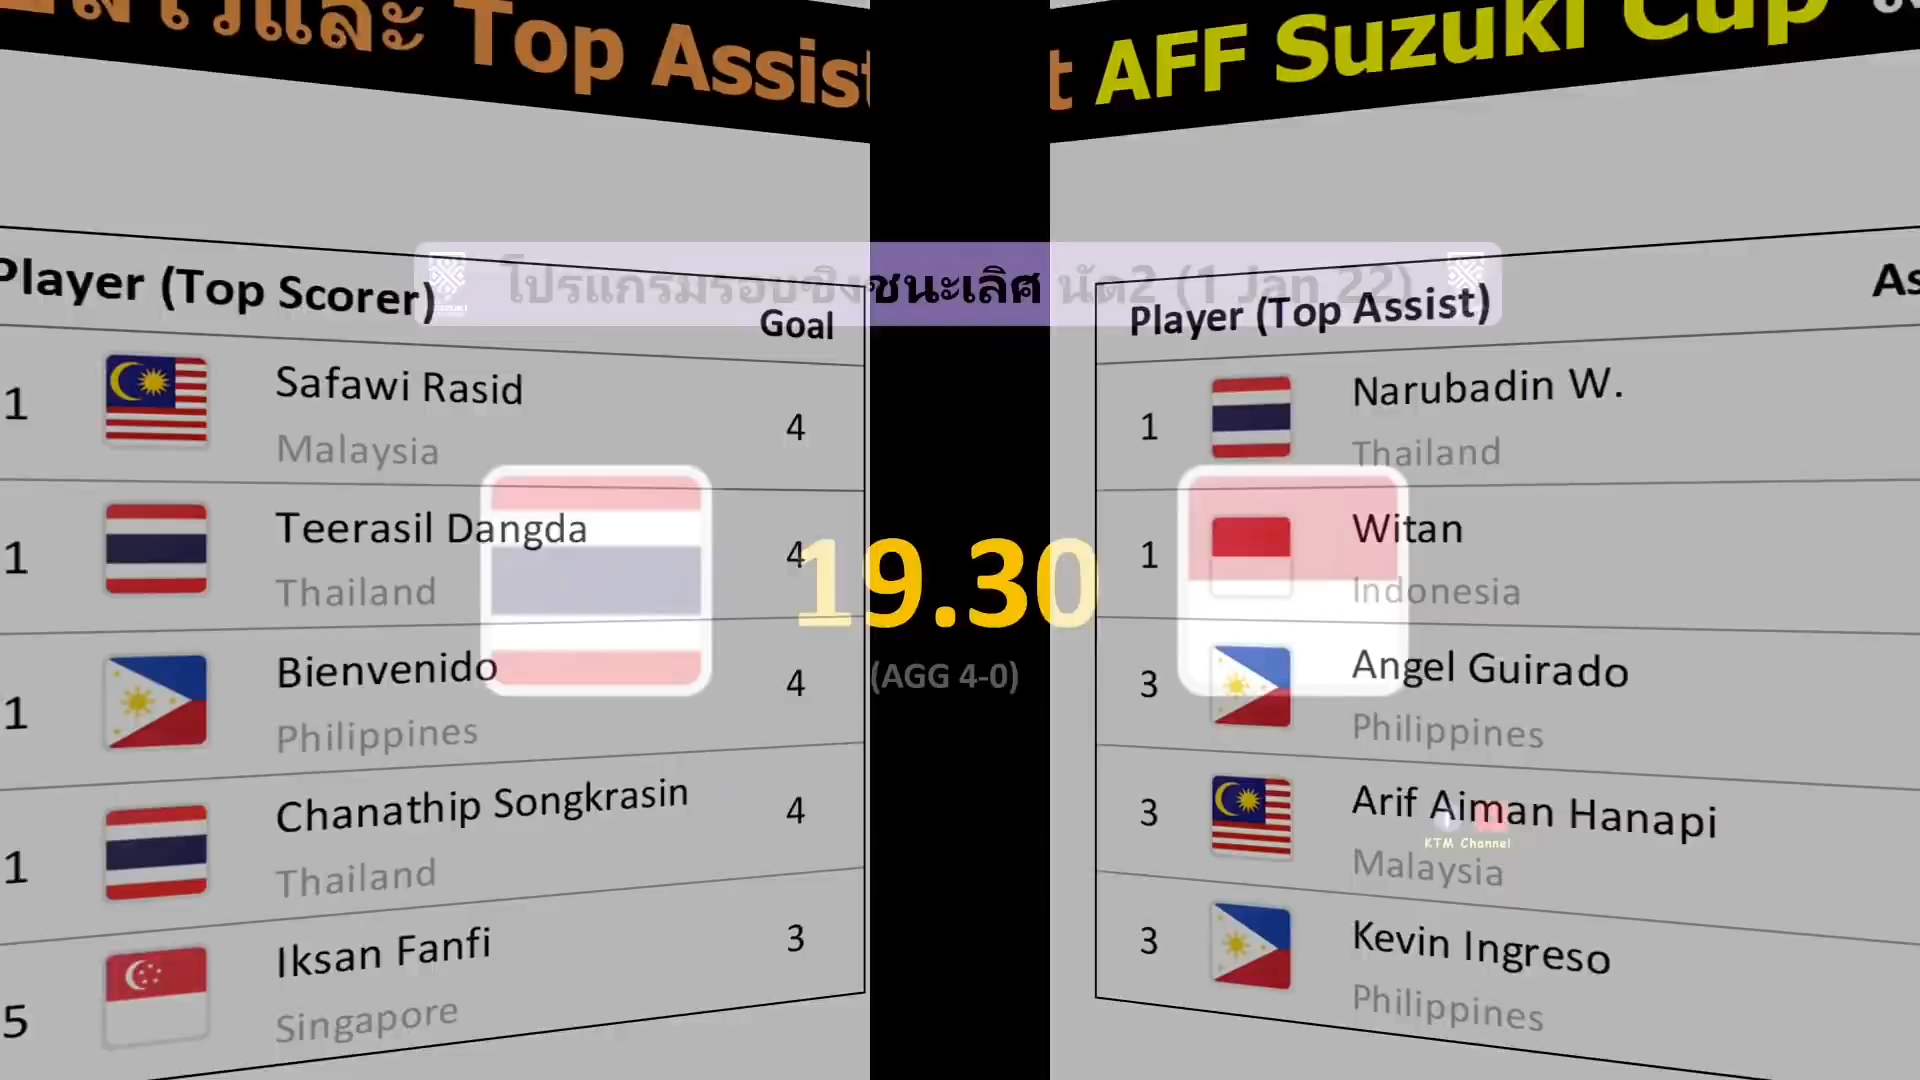 และ Top Assist
t AFF Suzuki Cup
โปรแกรมรอบชิงชนะเลิศ นัด2 (1 Jan 22)
Player (Top Scorer) Goal
1 Safawi Rasid 4
Malaysia
1 Teerasil Dangda 4
Thailand
1 Bienvenido 4
Philippines
1 Chanathip Songkrasin 4
Thailand
5 Iksan Fanfi 3
Singapore
19.30
(AGG 4-0)
Player (Top Assist) As
1 Narubadin W.
Thailand
1 Witan
Indonesia
3 Angel Guirado
Philippines
3 Arif Aiman Hanapi
Malaysia
KTM Channel
3 Kevin Ingreso
Philippines